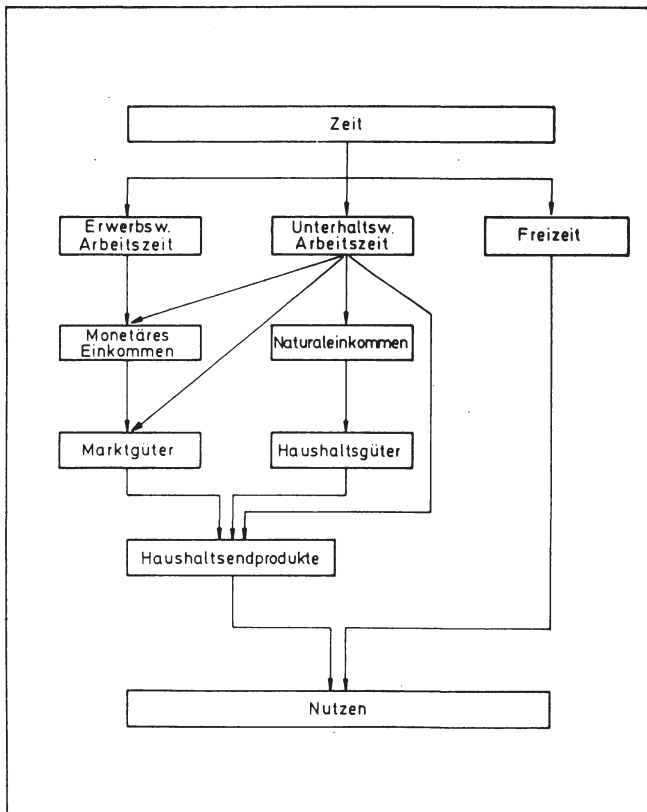 Zeit
Erwerbsw.
Arbeitszeit
Unterhaltsw.
Arbeitszeit
Freizeit
Monetäres
Einkommen
Naturaleinkommen
Marktgüter
Haushaltsgüter
Haushaltsendprodukte
Nutzen